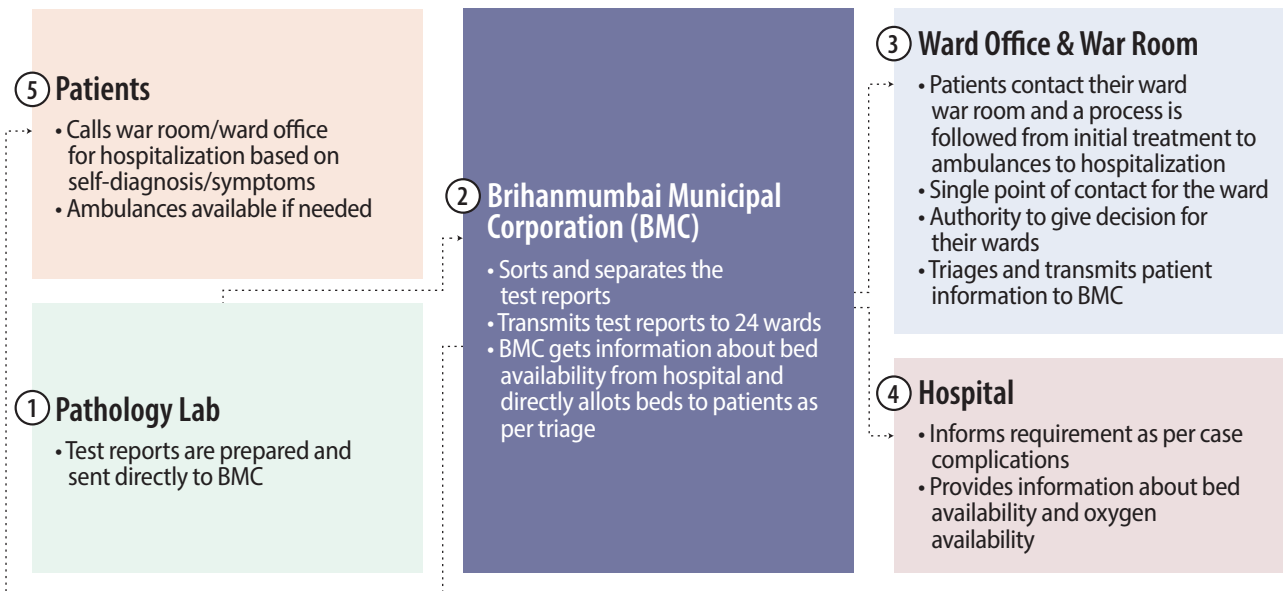 5 Patients
• Calls war room/ward office
for hospitalization based on
self-diagnosis/symptoms
• Ambulances available if needed
1 Pathology Lab
• Test reports are prepared and
sent directly to BMC
2 Brihanmumbai Municipal
Corporation (BMC)
• Sorts and separates the
test reports
• Transmits test reports to 24 wards
• BMC gets information about bed
availability from hospital and
directly allots beds to patients as
per triage
3 Ward Office & War Room
• Patients contact their ward
war room and a process is
followed from initial treatment to
ambulances to hospitalization
• Single point of contact for the ward
• Authority to give decision for
their wards
• Triages and transmits patient
information to BMC
4 Hospital
• Informs requirement as per case
complications
• Provides information about bed
availability and oxygen
availability